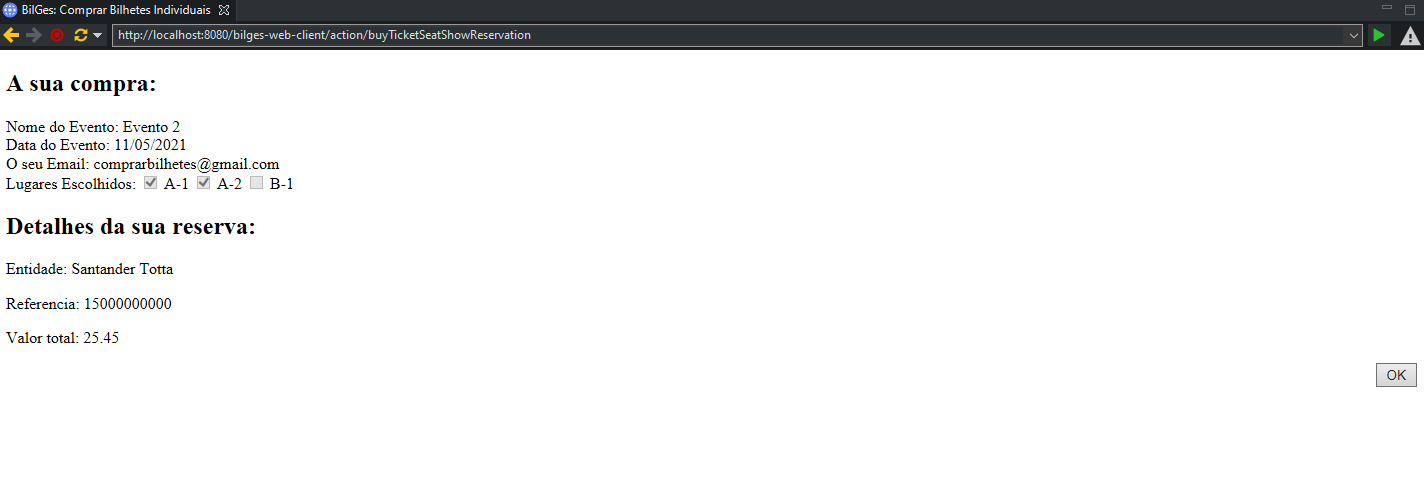 BilGes: Comprar Bilhetes Individuais
http://localhost:8080/bilges-web-client/action/buyTicketSeatShowReservation
A sua compra:
Nome do Evento: Evento 2
Data do Evento: 11/05/2021
O seu Email: comprarbilhetes@gmail.com
Lugares Escolhidos: A-1 A-2 B-1
Detalhes da sua reserva:
Entidade: Santander Totta
Referencia: 15000000000
Valor total: 25.45
OK